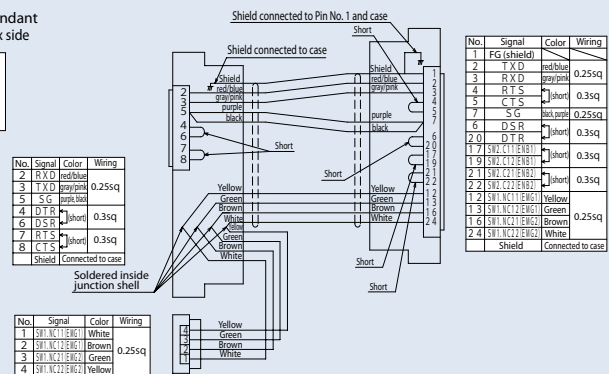 ndant
x side
Shield connected to Pin No. 1 and case
Short
Shield connected to case
Shield
red/blue
gray/pink
purple
black
2
3
5
4
6
7
8
Short
Shield
red/blue
gray/pink
purple
black
1
2
3
4
5
7
6
20
17
19
21
22
12
13
16
24
Short
Yellow
Green
Brown
White
Yellow
Green
Brown
White
Yellow
Green
Brown
White
Short
Short
Soldered inside
junction shell
4
3
2
1
Yellow
Green
Brown
White
No. Signal Color Wiring
1 FG (shield)
2 TXD red/blue 0.25sq
3 RXD gray/pink
4 RTS (short) 0.3sq
5 CTS
7 SG black, purple 0.25sq
6 DSR (short) 0.3sq
20 DTR
17 SW2.C11(ENB1) (short) 0.3sq
19 SW2.C12(ENB1)
21 SW2.C21(ENB2) (short) 0.3sq
22 SW2.C22(ENB2)
12 SW1.NC11(EMG1) Yellow 0.25sq
13 SW1.NC12(EMG1) Green
16 SW1.NC21(EMG2) Brown
24 SW1.NC22(EMG2) White
Shield Connected to case
No. Signal Color Wiring
2 RXD red/blue 0.25sq
3 TXD gray/pink
5 SG purple, black
4 DTR (short) 0.3sq
6 DSR
7 RTS (short) 0.3sq
8 CTS
Shield Connected to case
No. Signal Color Wiring
1 SW1.NC11(EMG1) White 0.25sq
2 SW1.NC12(EMG1) Brown
3 SW1.NC21(EMG2) Green
4 SW1.NC22(EMG2) Yellow